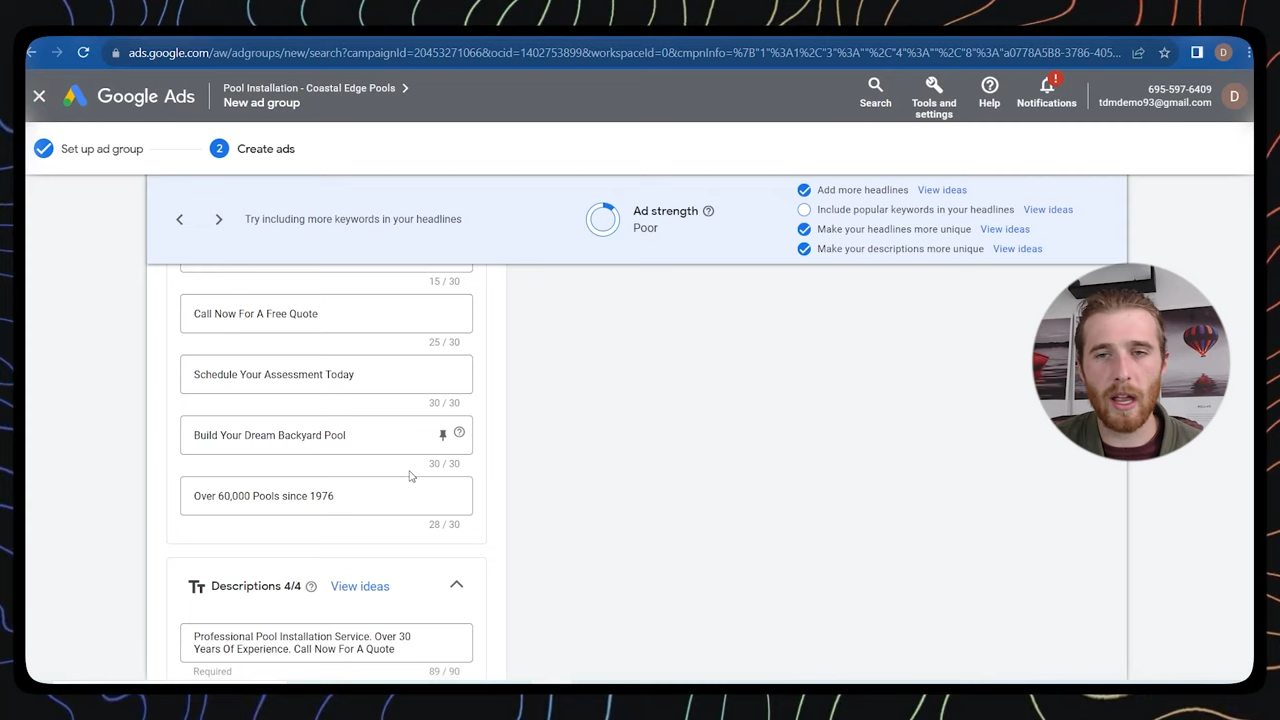 ads.google.com/aw/adgroups/new/search?campaignId=20453271066&ocid=1402753899&workspaceId=0&cmpnInfo=%7B"1"%3A1%2C"3"%3A""%2C"4"%3A""%2C"8"%3A"a0778A5B8-3786-405...
D
Google Ads
Pool Installation - Coastal Edge Pools
New ad group
Search
Tools and settings
Help
Notifications
695-597-6409
tdmdemo93@gmail.com
D
Set up ad group
2 Create ads
Try including more keywords in your headlines
Ad strength
Poor
Add more headlines View ideas
Include popular keywords in your headlines View ideas
Make your headlines more unique View ideas
Make your descriptions more unique View ideas
15 / 30
Call Now For A Free Quote
25 / 30
Schedule Your Assessment Today
30 / 30
Build Your Dream Backyard Pool
30 / 30
Over 60,000 Pools since 1976
28 / 30
Tt Descriptions 4/4 View ideas
Professional Pool Installation Service. Over 30
Years Of Experience. Call Now For A Quote
Required 89 / 90